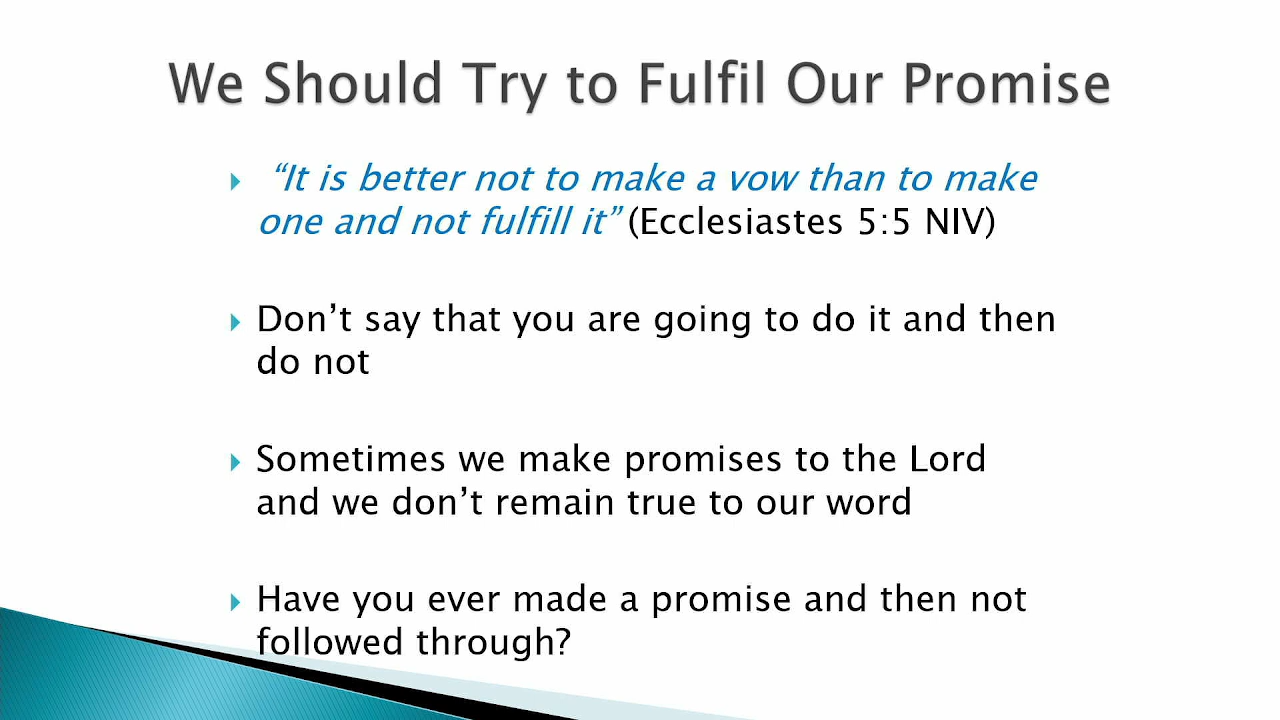 We Should Try to Fulfil Our Promise
“It is better not to make a vow than to make
one and not fulfill it” (Ecclesiastes 5:5 NIV)
Don’t say that you are going to do it and then
do not
Sometimes we make promises to the Lord
and we don’t remain true to our word
Have you ever made a promise and then not
followed through?